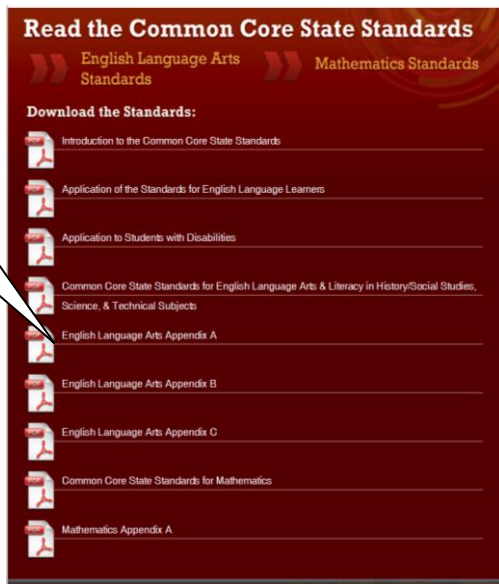 Read the Common Core State Standards
English Language Arts
Standards
Mathematics Standards
Download the Standards:
PDF Introduction to the Common Core State Standards
PDF Application of the Standards for English Language Learners
PDF Application to Students with Disabilities
PDF Common Core State Standards for English Language Arts & Literacy in History/Social Studies,
Science, & Technical Subjects
PDF English Language Arts Appendix A
PDF English Language Arts Appendix B
PDF English Language Arts Appendix C
PDF Common Core State Standards for Mathematics
PDF Mathematics Appendix A